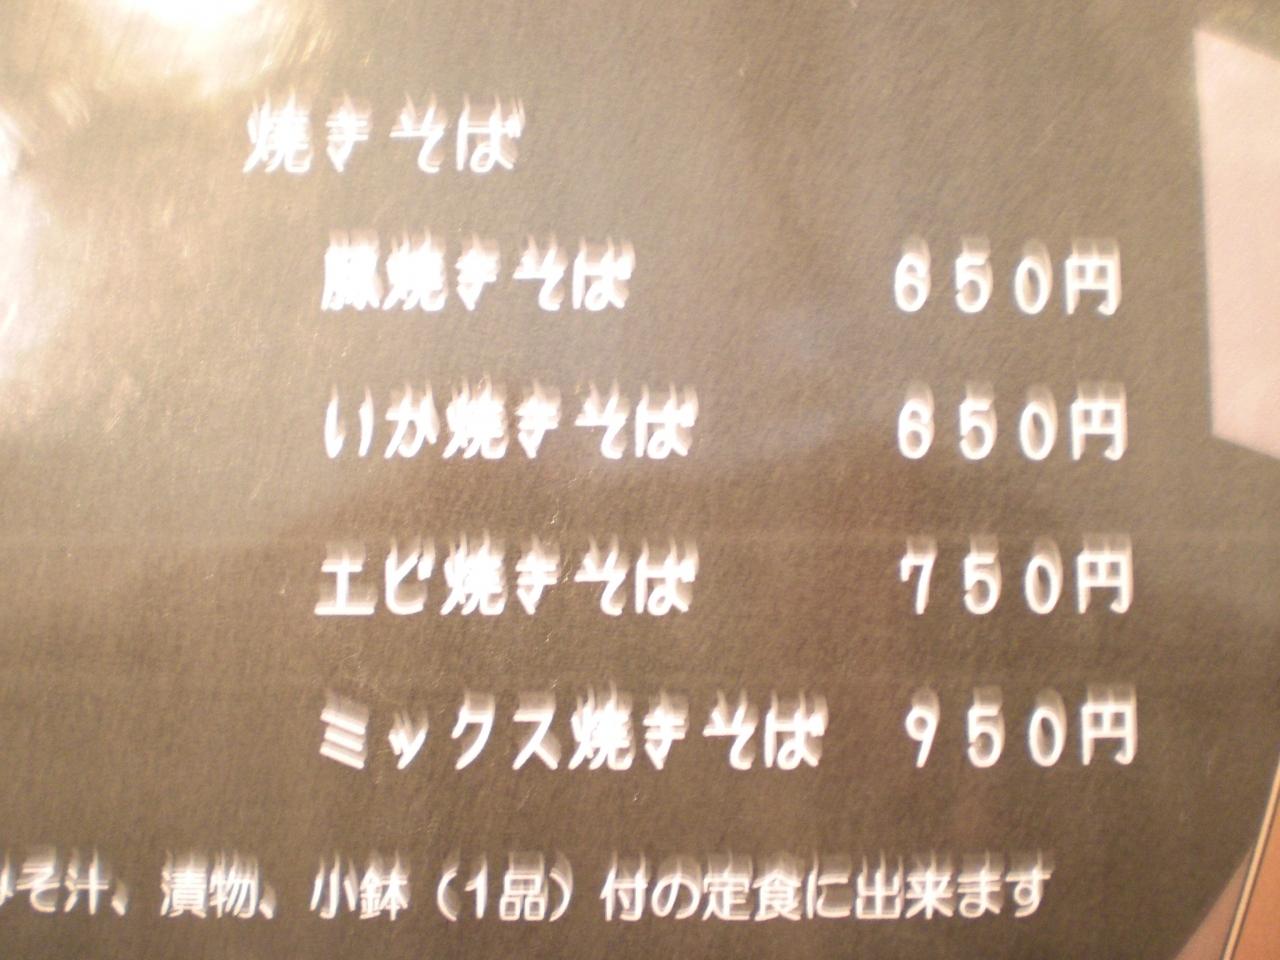 焼きそば
豚焼きそば 650円
いか焼きそば 650円
エビ焼きそば 750円
ミックス焼きそば 950円
みそ汁、漬物、小鉢(1品)付の定食に出来ます